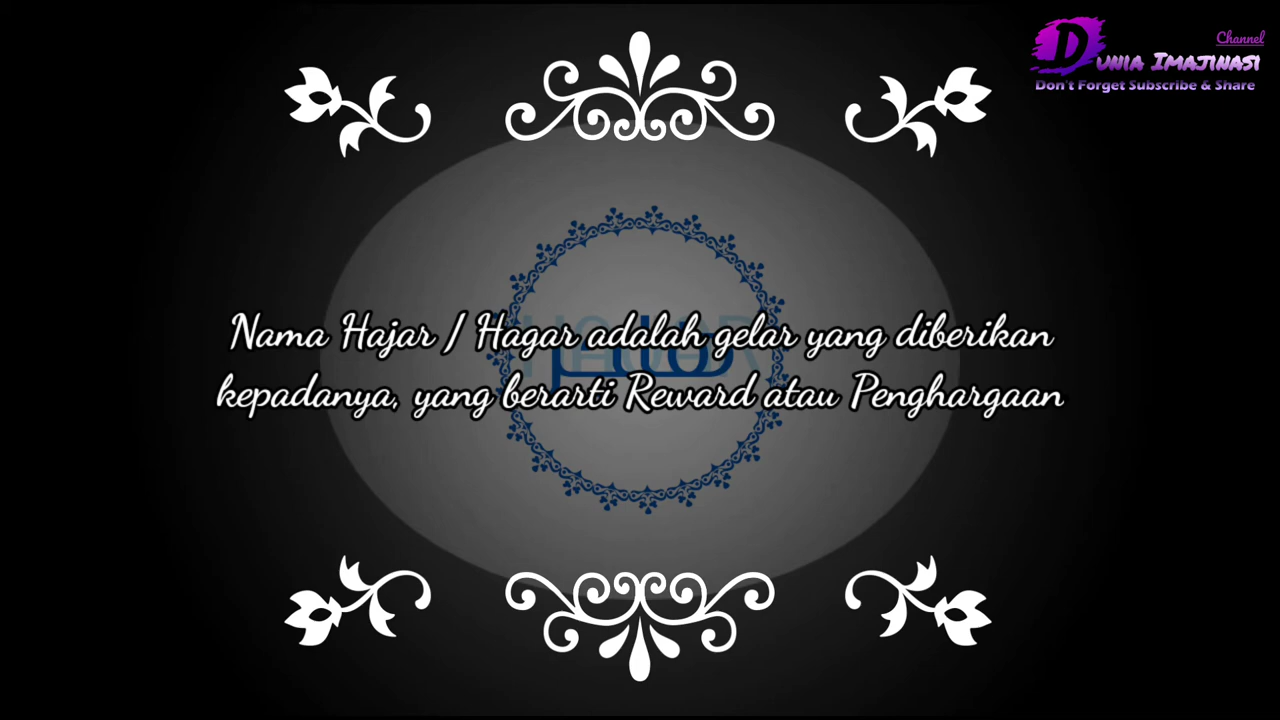 Channel
Dunia Imajinasi
Don't Forget Subscribe & Share
Nama Hajar / Hagar adalah gelar yang diberikan
kepadanya, yang berarti Reward atau Penghargaan